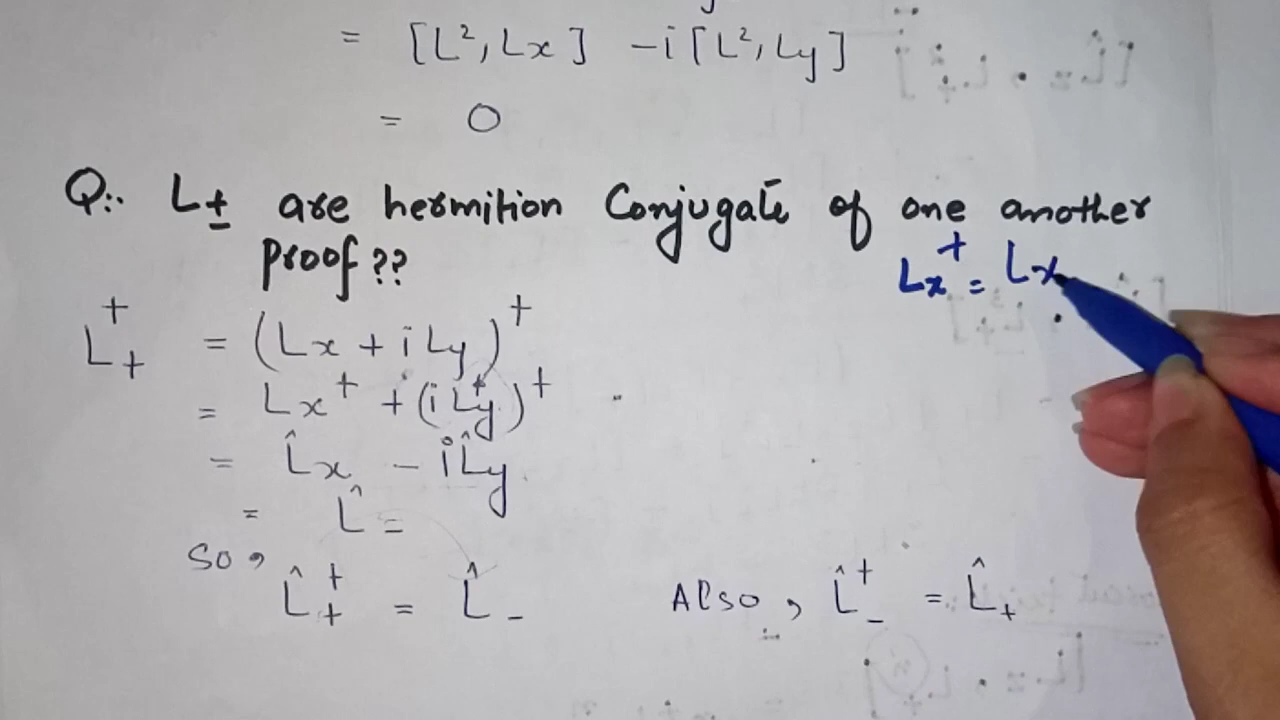 = [L², Lx] - i [L², Ly]
= 0
Q:. L± are hermition Conjugate of one another
proof ??
Lx⁺ = Lx
L₊⁺ = (Lx + i Ly)⁺
= Lx⁺ + (i Ly⁺)⁺
= L̂x - iL̂y
= L̂=
So,
L̂₊⁺ = L̂₋ Also, L̂₋⁺ = L̂₊